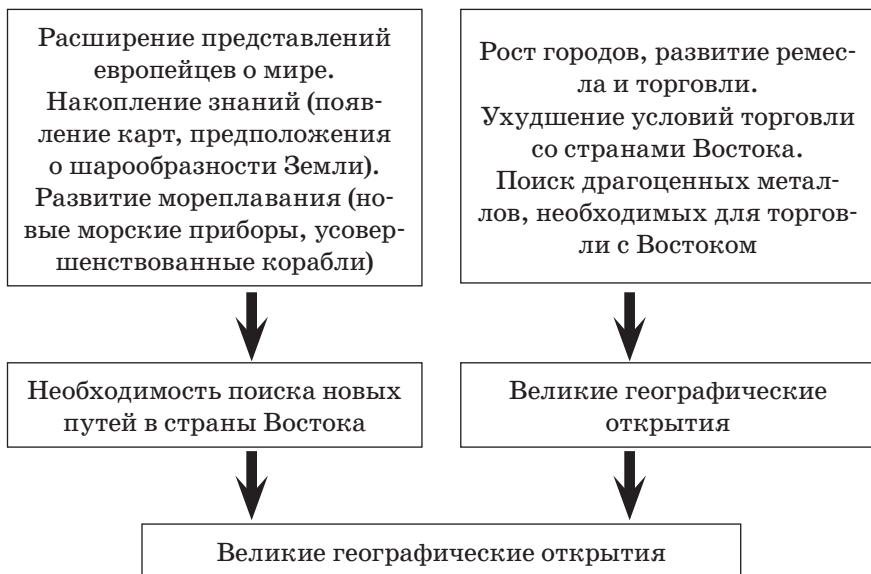 Расширение представлений
европейцев о мире.
Накопление знаний (появ-
ление карт, предположения
о шарообразности Земли).
Развитие мореплавания (но-
вые морские приборы, усовер-
шенствованные корабли)
Рост городов, развитие ремес-
ла и торговли.
Ухудшение условий торговли
со странами Востока.
Поиск драгоценных метал-
лов, необходимых для торгов-
ли с Востоком
Необходимость поиска новых
путей в страны Востока
Великие географические
открытия
Великие географические открытия